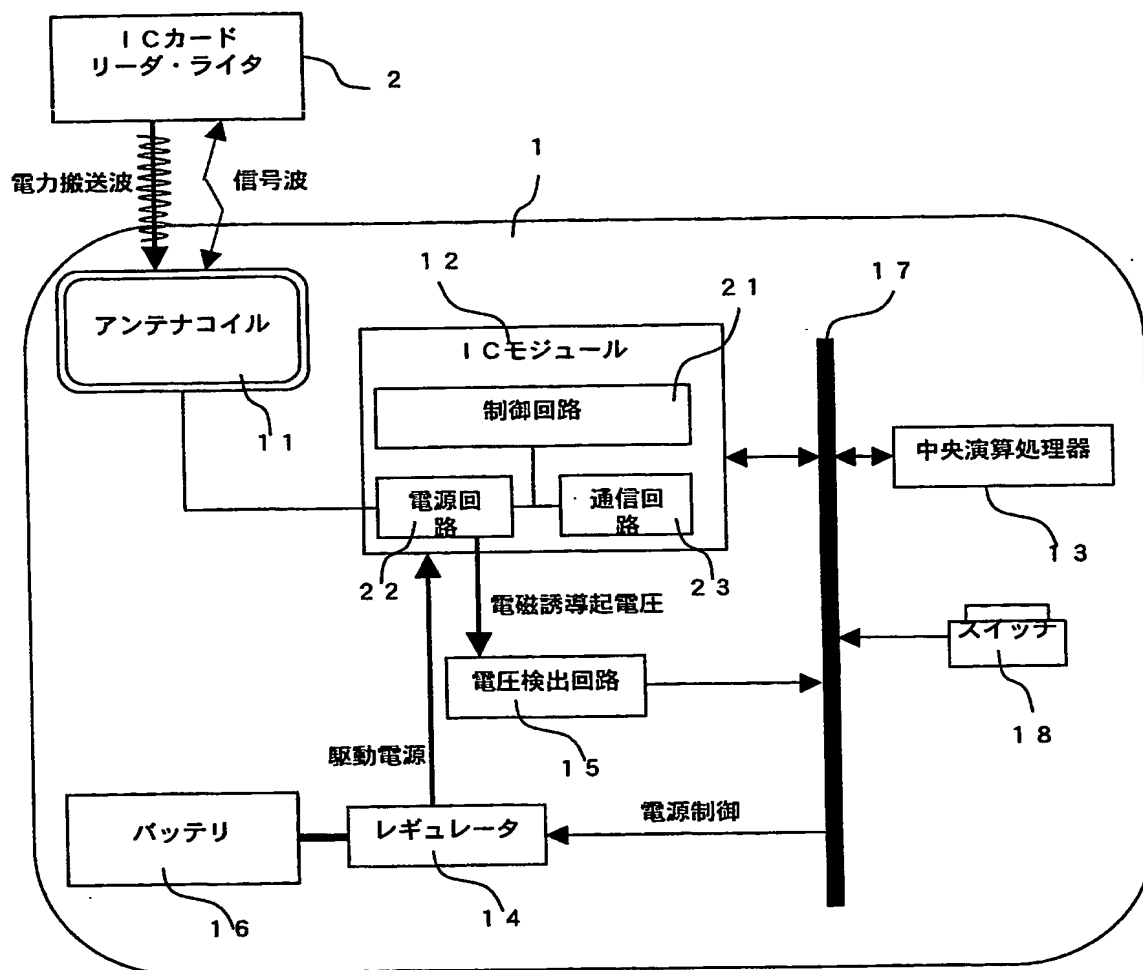 ICカード
リーダ・ライタ
2
電力搬送波
信号波
1
アンテナコイル
11
12
ICモジュール
21
制御回路
電源回
路
通信回
路
22
23
17
中央演算処理器
13
電磁誘導起電圧
電圧検出回路
15
スイッチ
18
駆動電源
バッテリ
16
レギュレータ
14
電源制御